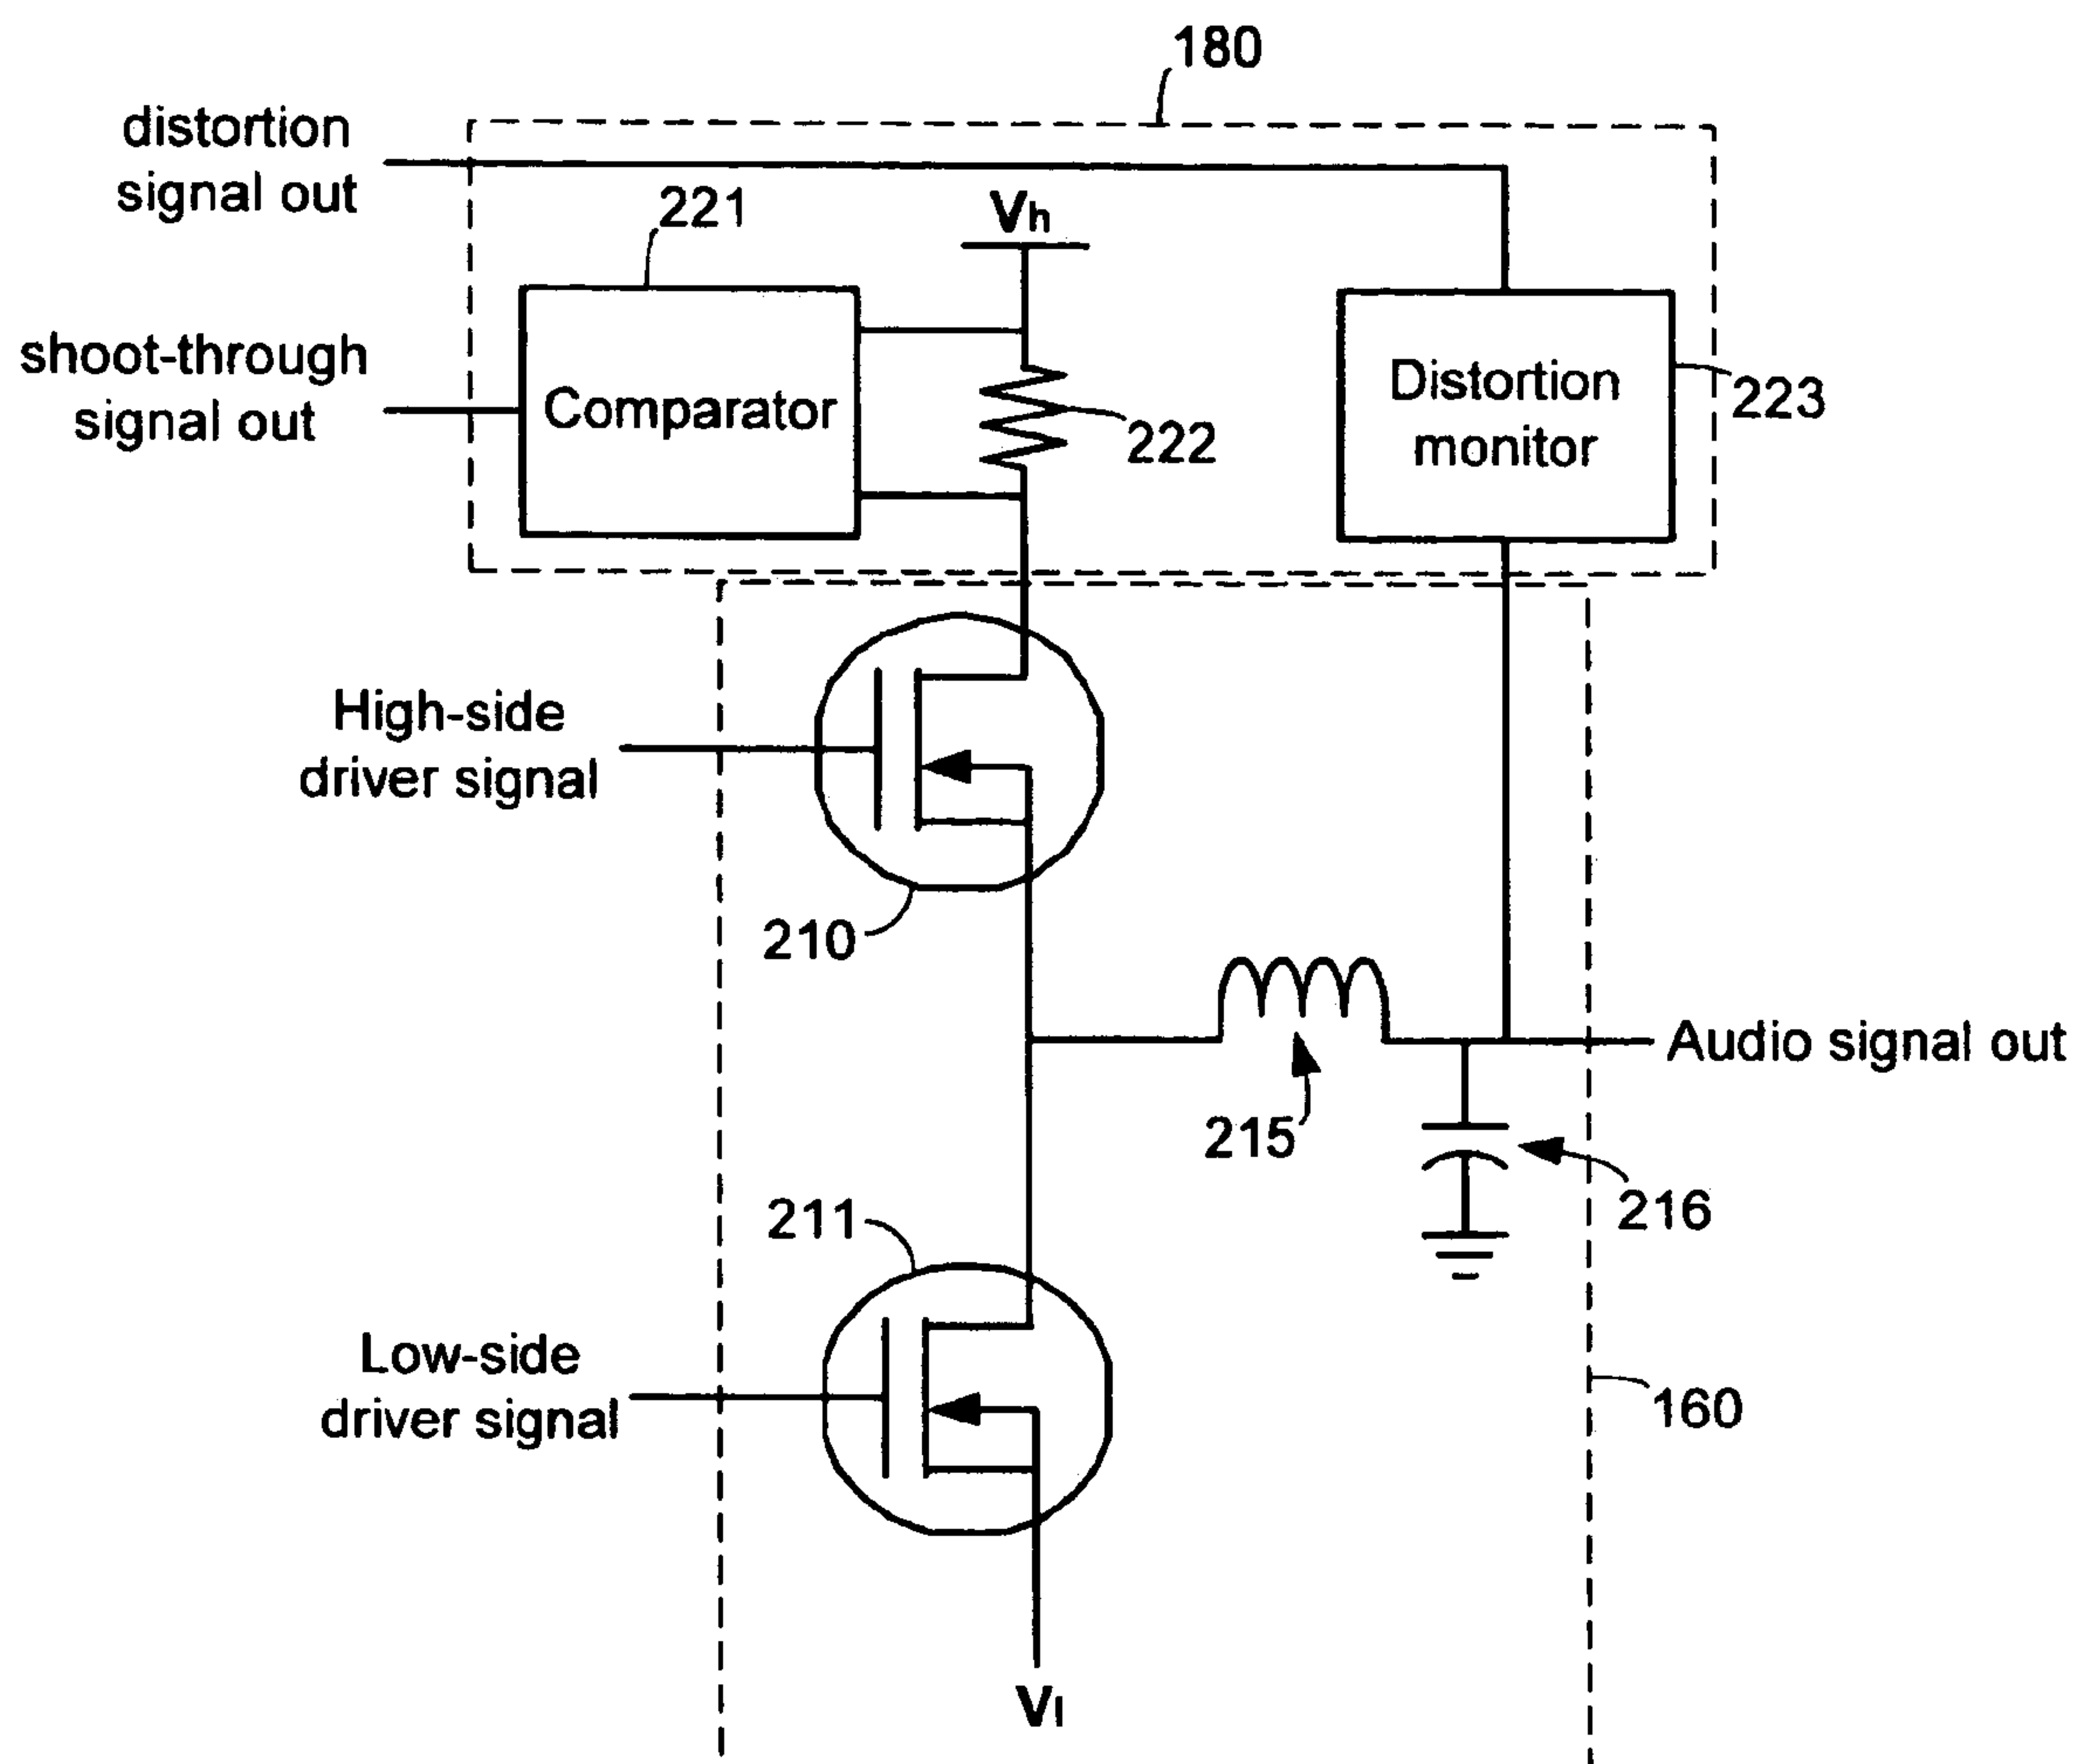 180
distortion
signal out
221
Vh
shoot-through
signal out
Comparator
222
Distortion
monitor
223
High-side
driver signal
210
Audio signal out
215
216
211
Low-side
driver signal
160
Vl